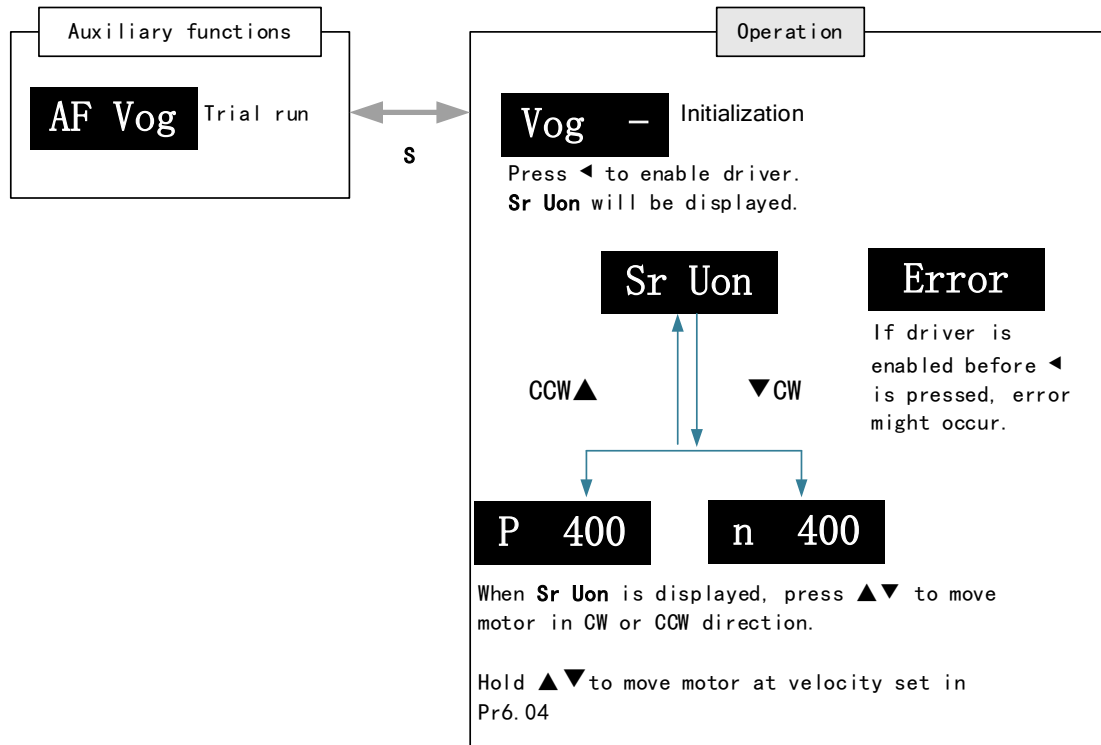 Auxiliary functions
AF Vog Trial run
S
Operation
Vog - Initialization
Press ◀ to enable driver.
Sr Uon will be displayed.
Sr Uon
Error
If driver is
enabled before ◀
is pressed, error
might occur.
CCW▲
▼CW
P 400
n 400
When Sr Uon is displayed, press ▲▼ to move
motor in CW or CCW direction.
Hold ▲▼to move motor at velocity set in
Pr6.04